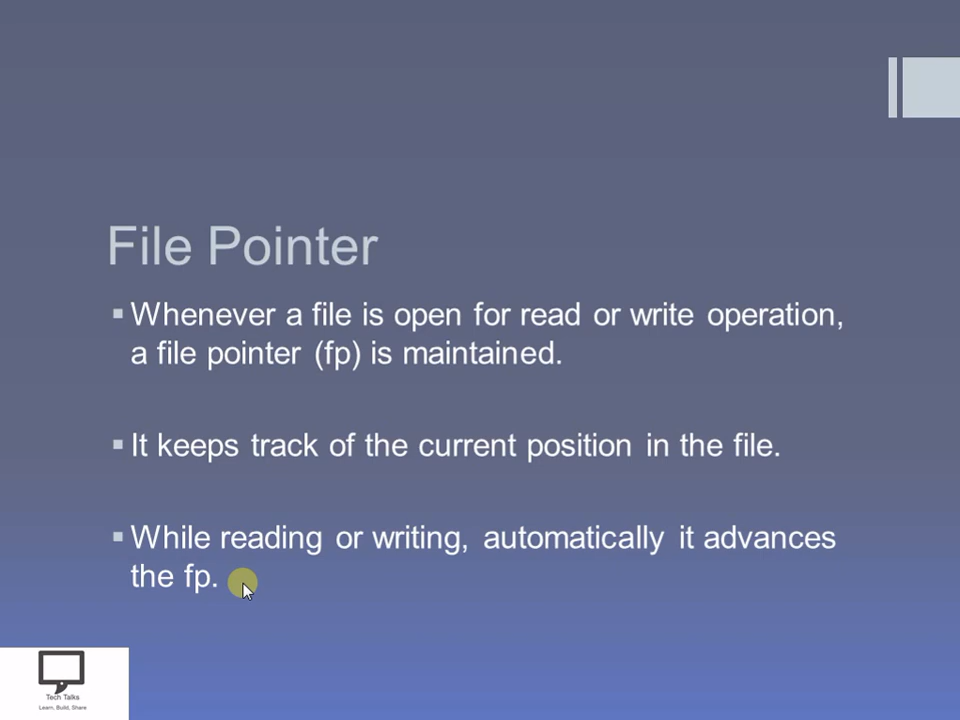 File Pointer
▪ Whenever a file is open for read or write operation,
a file pointer (fp) is maintained.
▪ It keeps track of the current position in the file.
▪ While reading or writing, automatically it advances
the fp.
Tech Talks
Learn, Build, Share